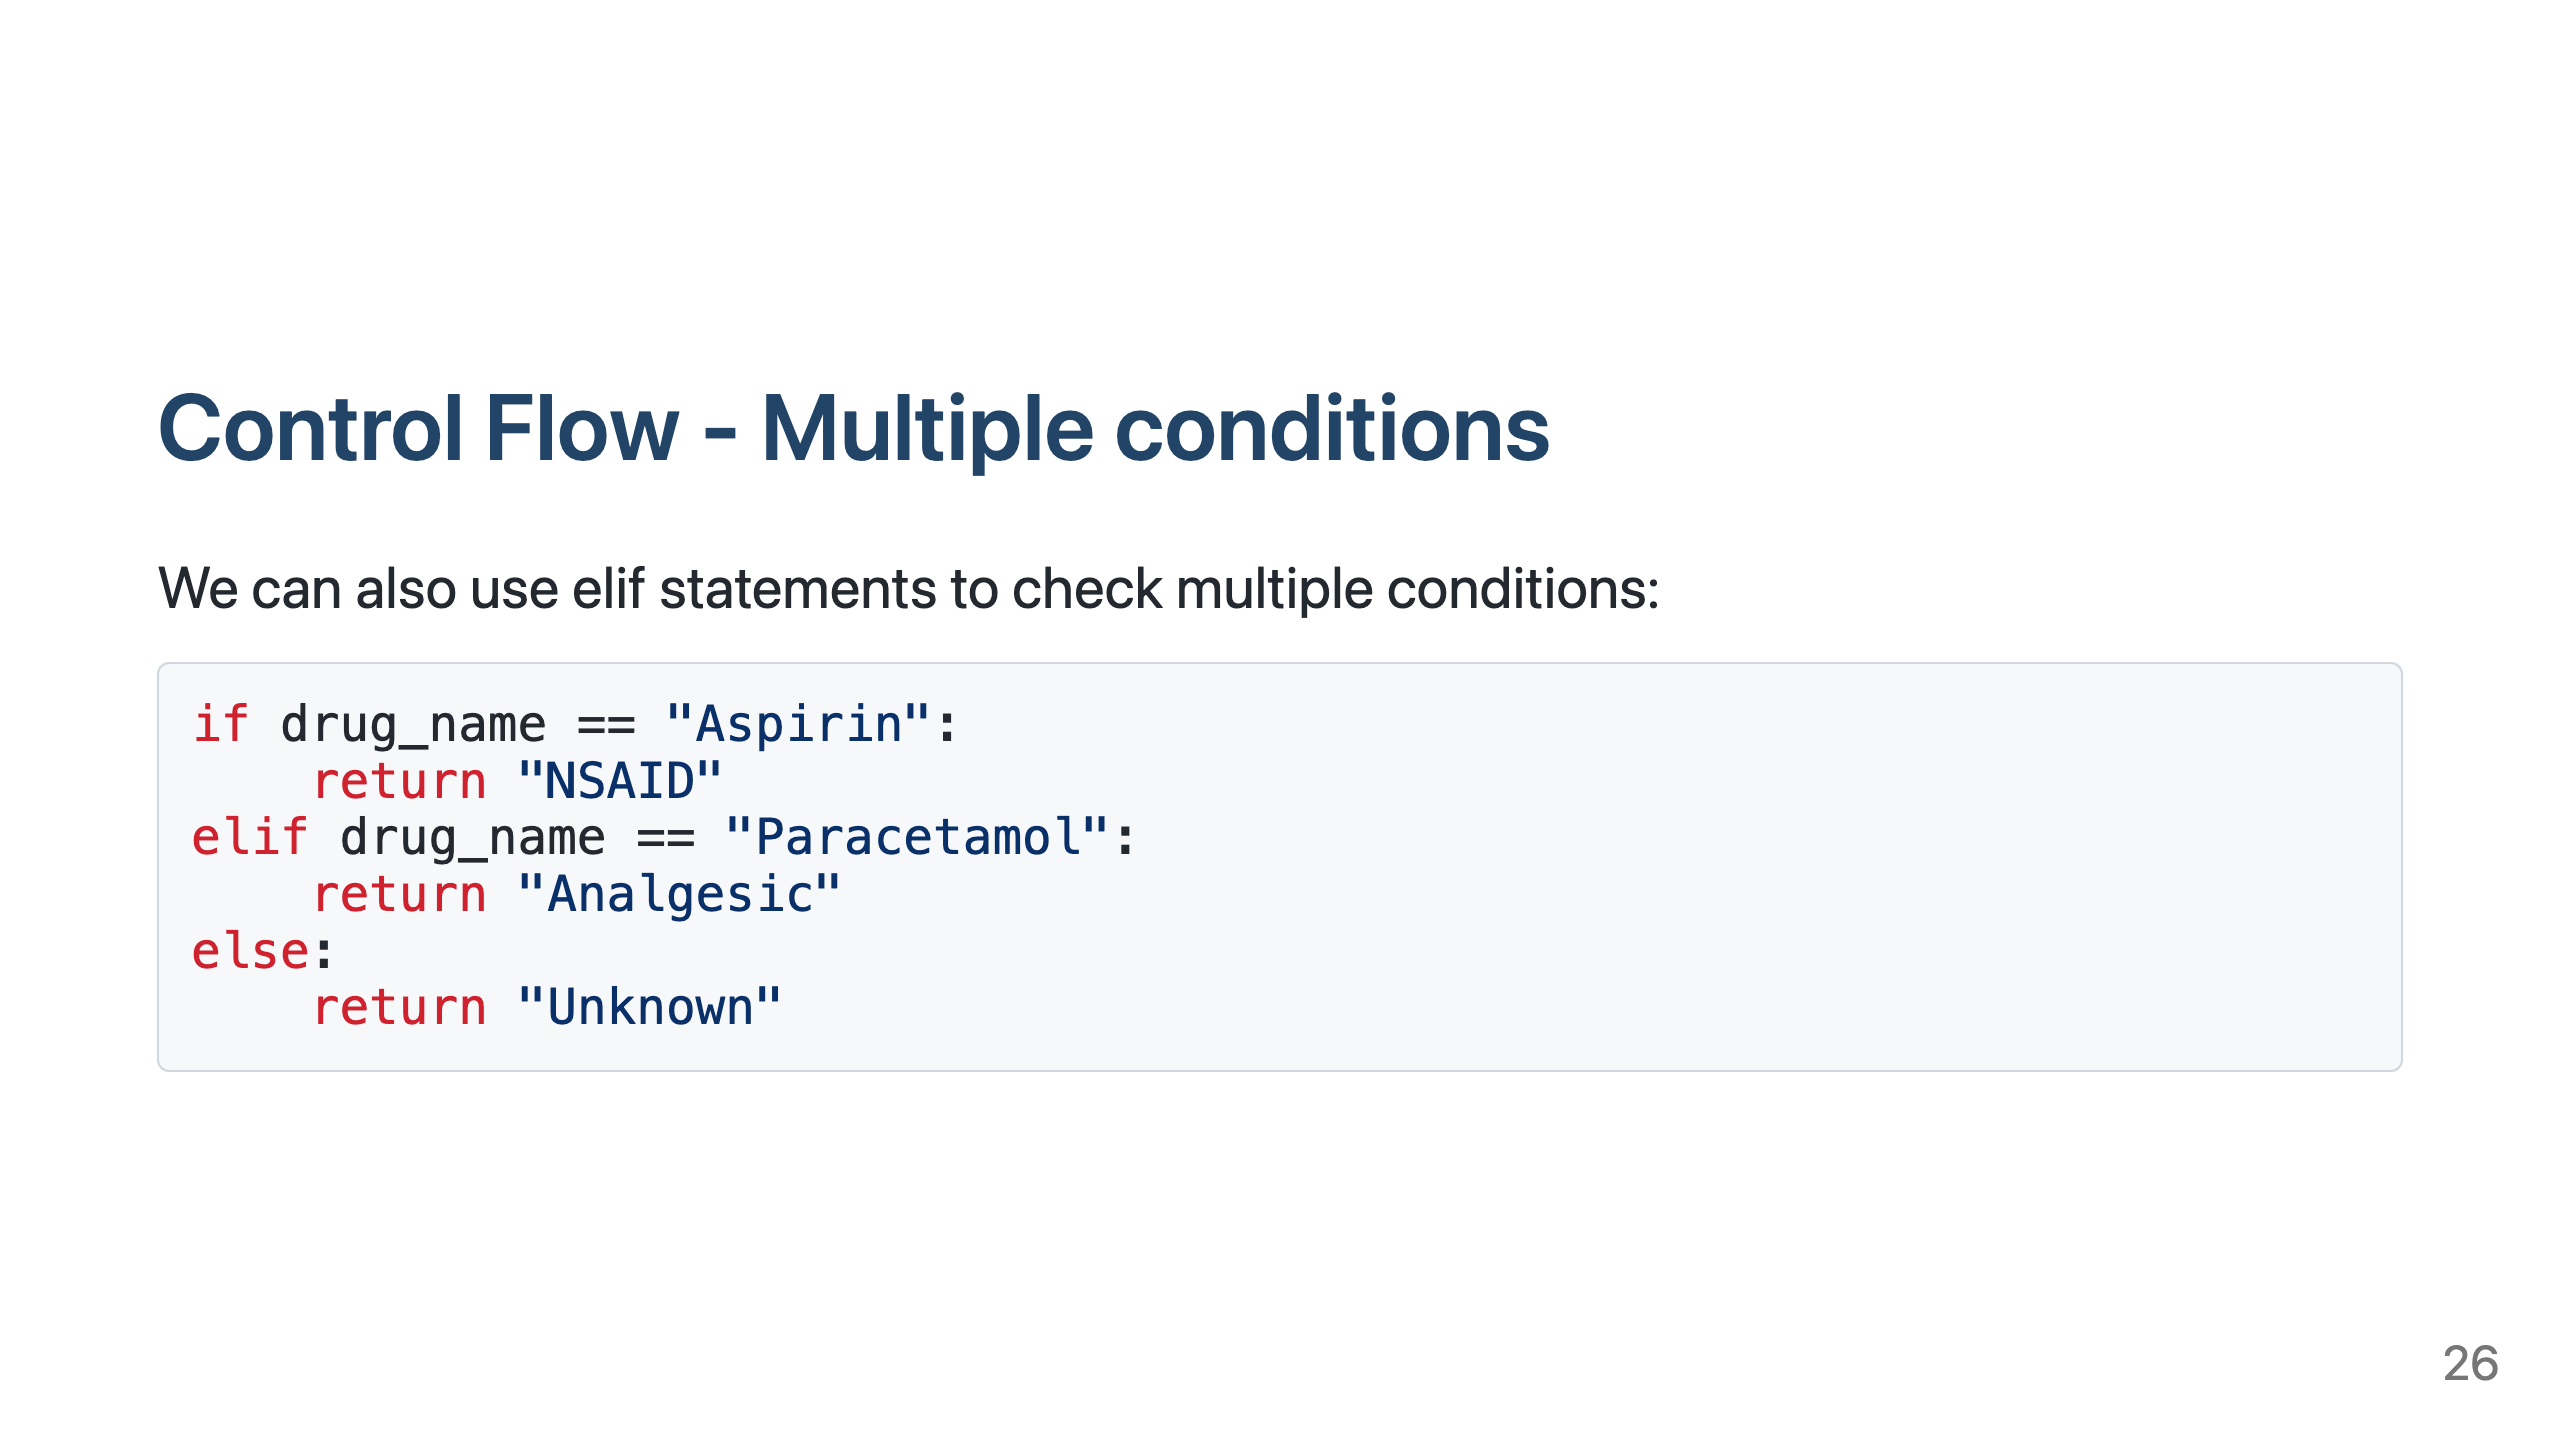 Control Flow - Multiple conditions
We can also use elif statements to check multiple conditions:
if drug_name == "Aspirin":
    return "NSAID"
elif drug_name == "Paracetamol":
    return "Analgesic"
else:
    return "Unknown"
26